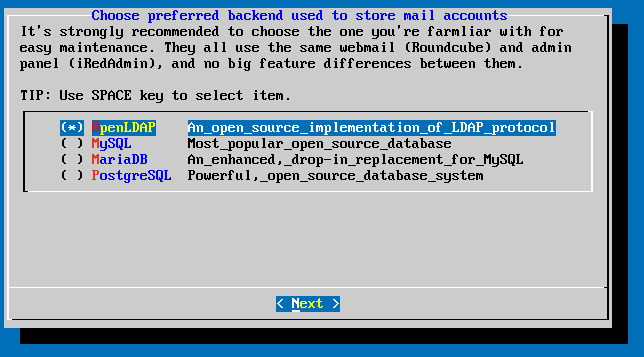 Choose preferred backend used to store mail accounts
It's strongly recommended to choose the one you're farmliar with for
easy maintenance. They all use the same webmail (Roundcube) and admin
panel (iRedAdmin), and no big feature differences between them.
TIP: Use SPACE key to select item.
(*) OpenLDAP An_open_source_implementation_of_LDAP_protocol
( ) MySQL Most_popular_open_source_database
( ) MariaDB An_enhanced,_drop-in_replacement_for_MySQL
( ) PostgreSQL Powerful,_open_source_database_system
< Next >